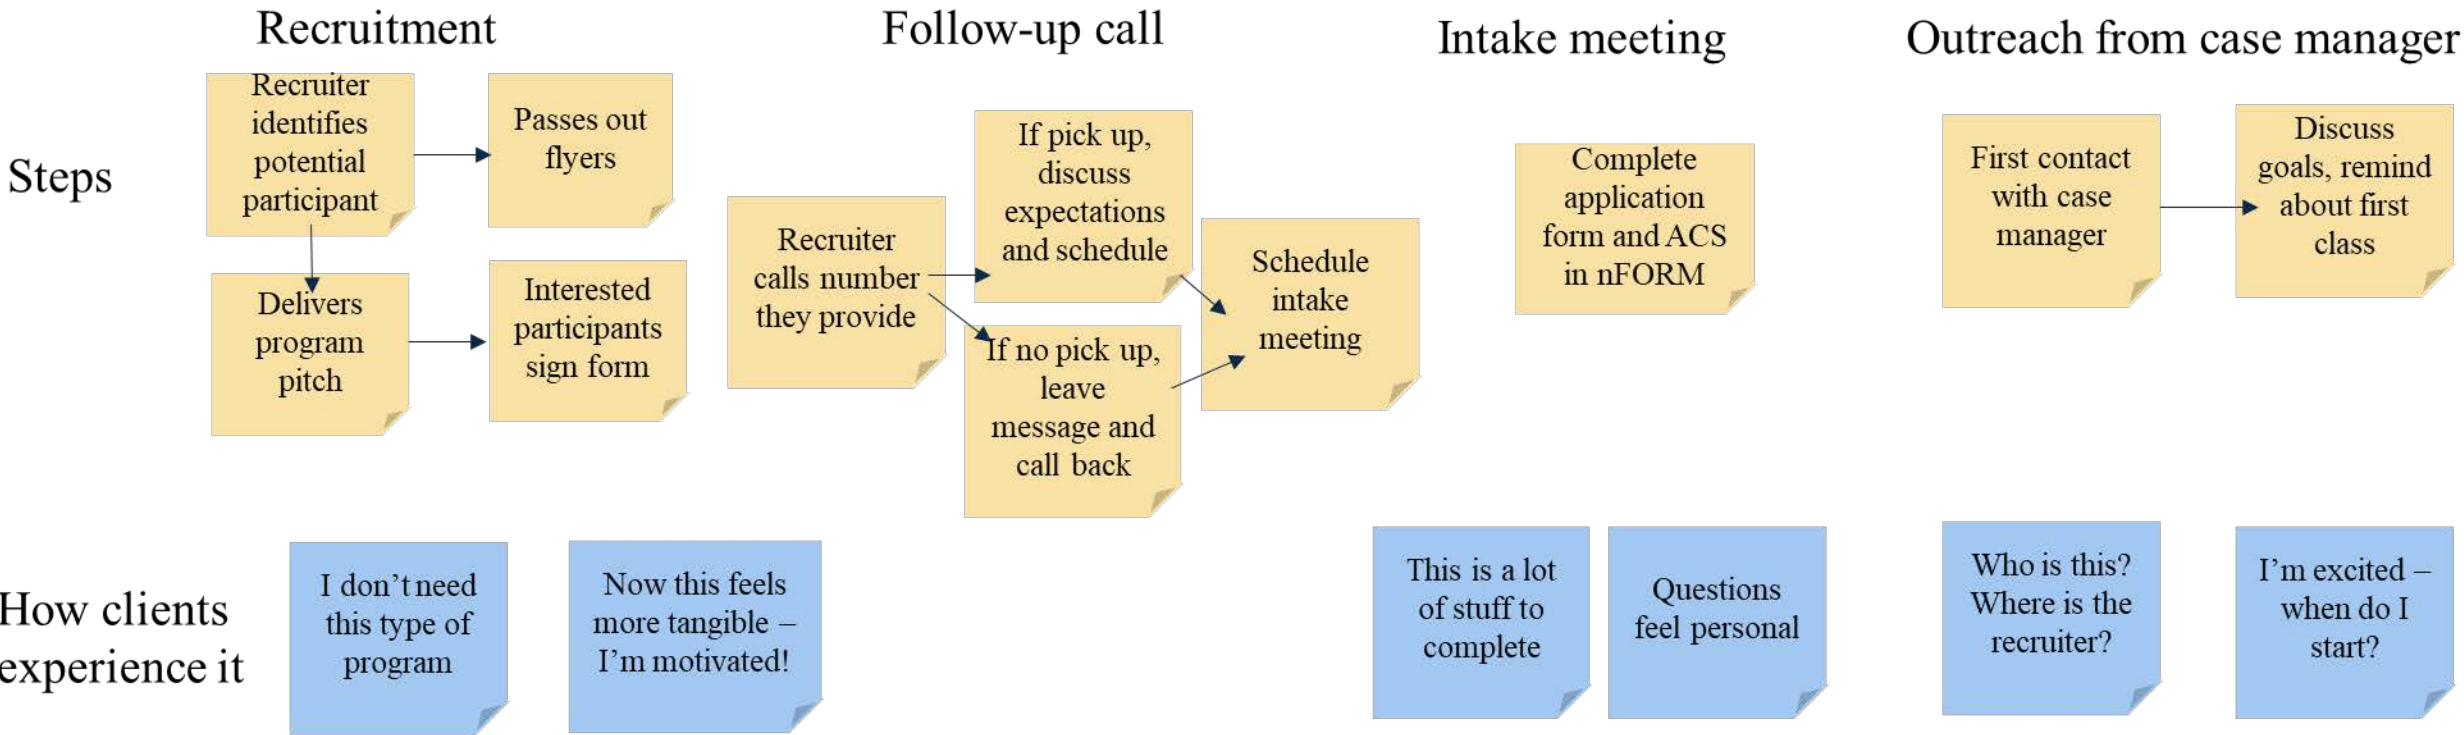 Recruitment
Follow-up call
Intake meeting
Outreach from case manager
Steps
Recruiter
identifies
potential
participant
Passes out
flyers
Delivers
program
pitch
Interested
participants
sign form
Recruiter
calls number
they provide
If pick up,
discuss
expectations
and schedule
If no pick up,
leave
message and
call back
Schedule
intake
meeting
Complete
application
form and ACS
in nFORM
First contact
with case
manager
Discuss
goals, remind
about first
class
How clients
experience it
I don't need
this type of
program
Now this feels
more tangible –
I'm motivated!
This is a lot
of stuff to
complete
Questions
feel personal
Who is this?
Where is the
recruiter?
I'm excited –
when do I
start?